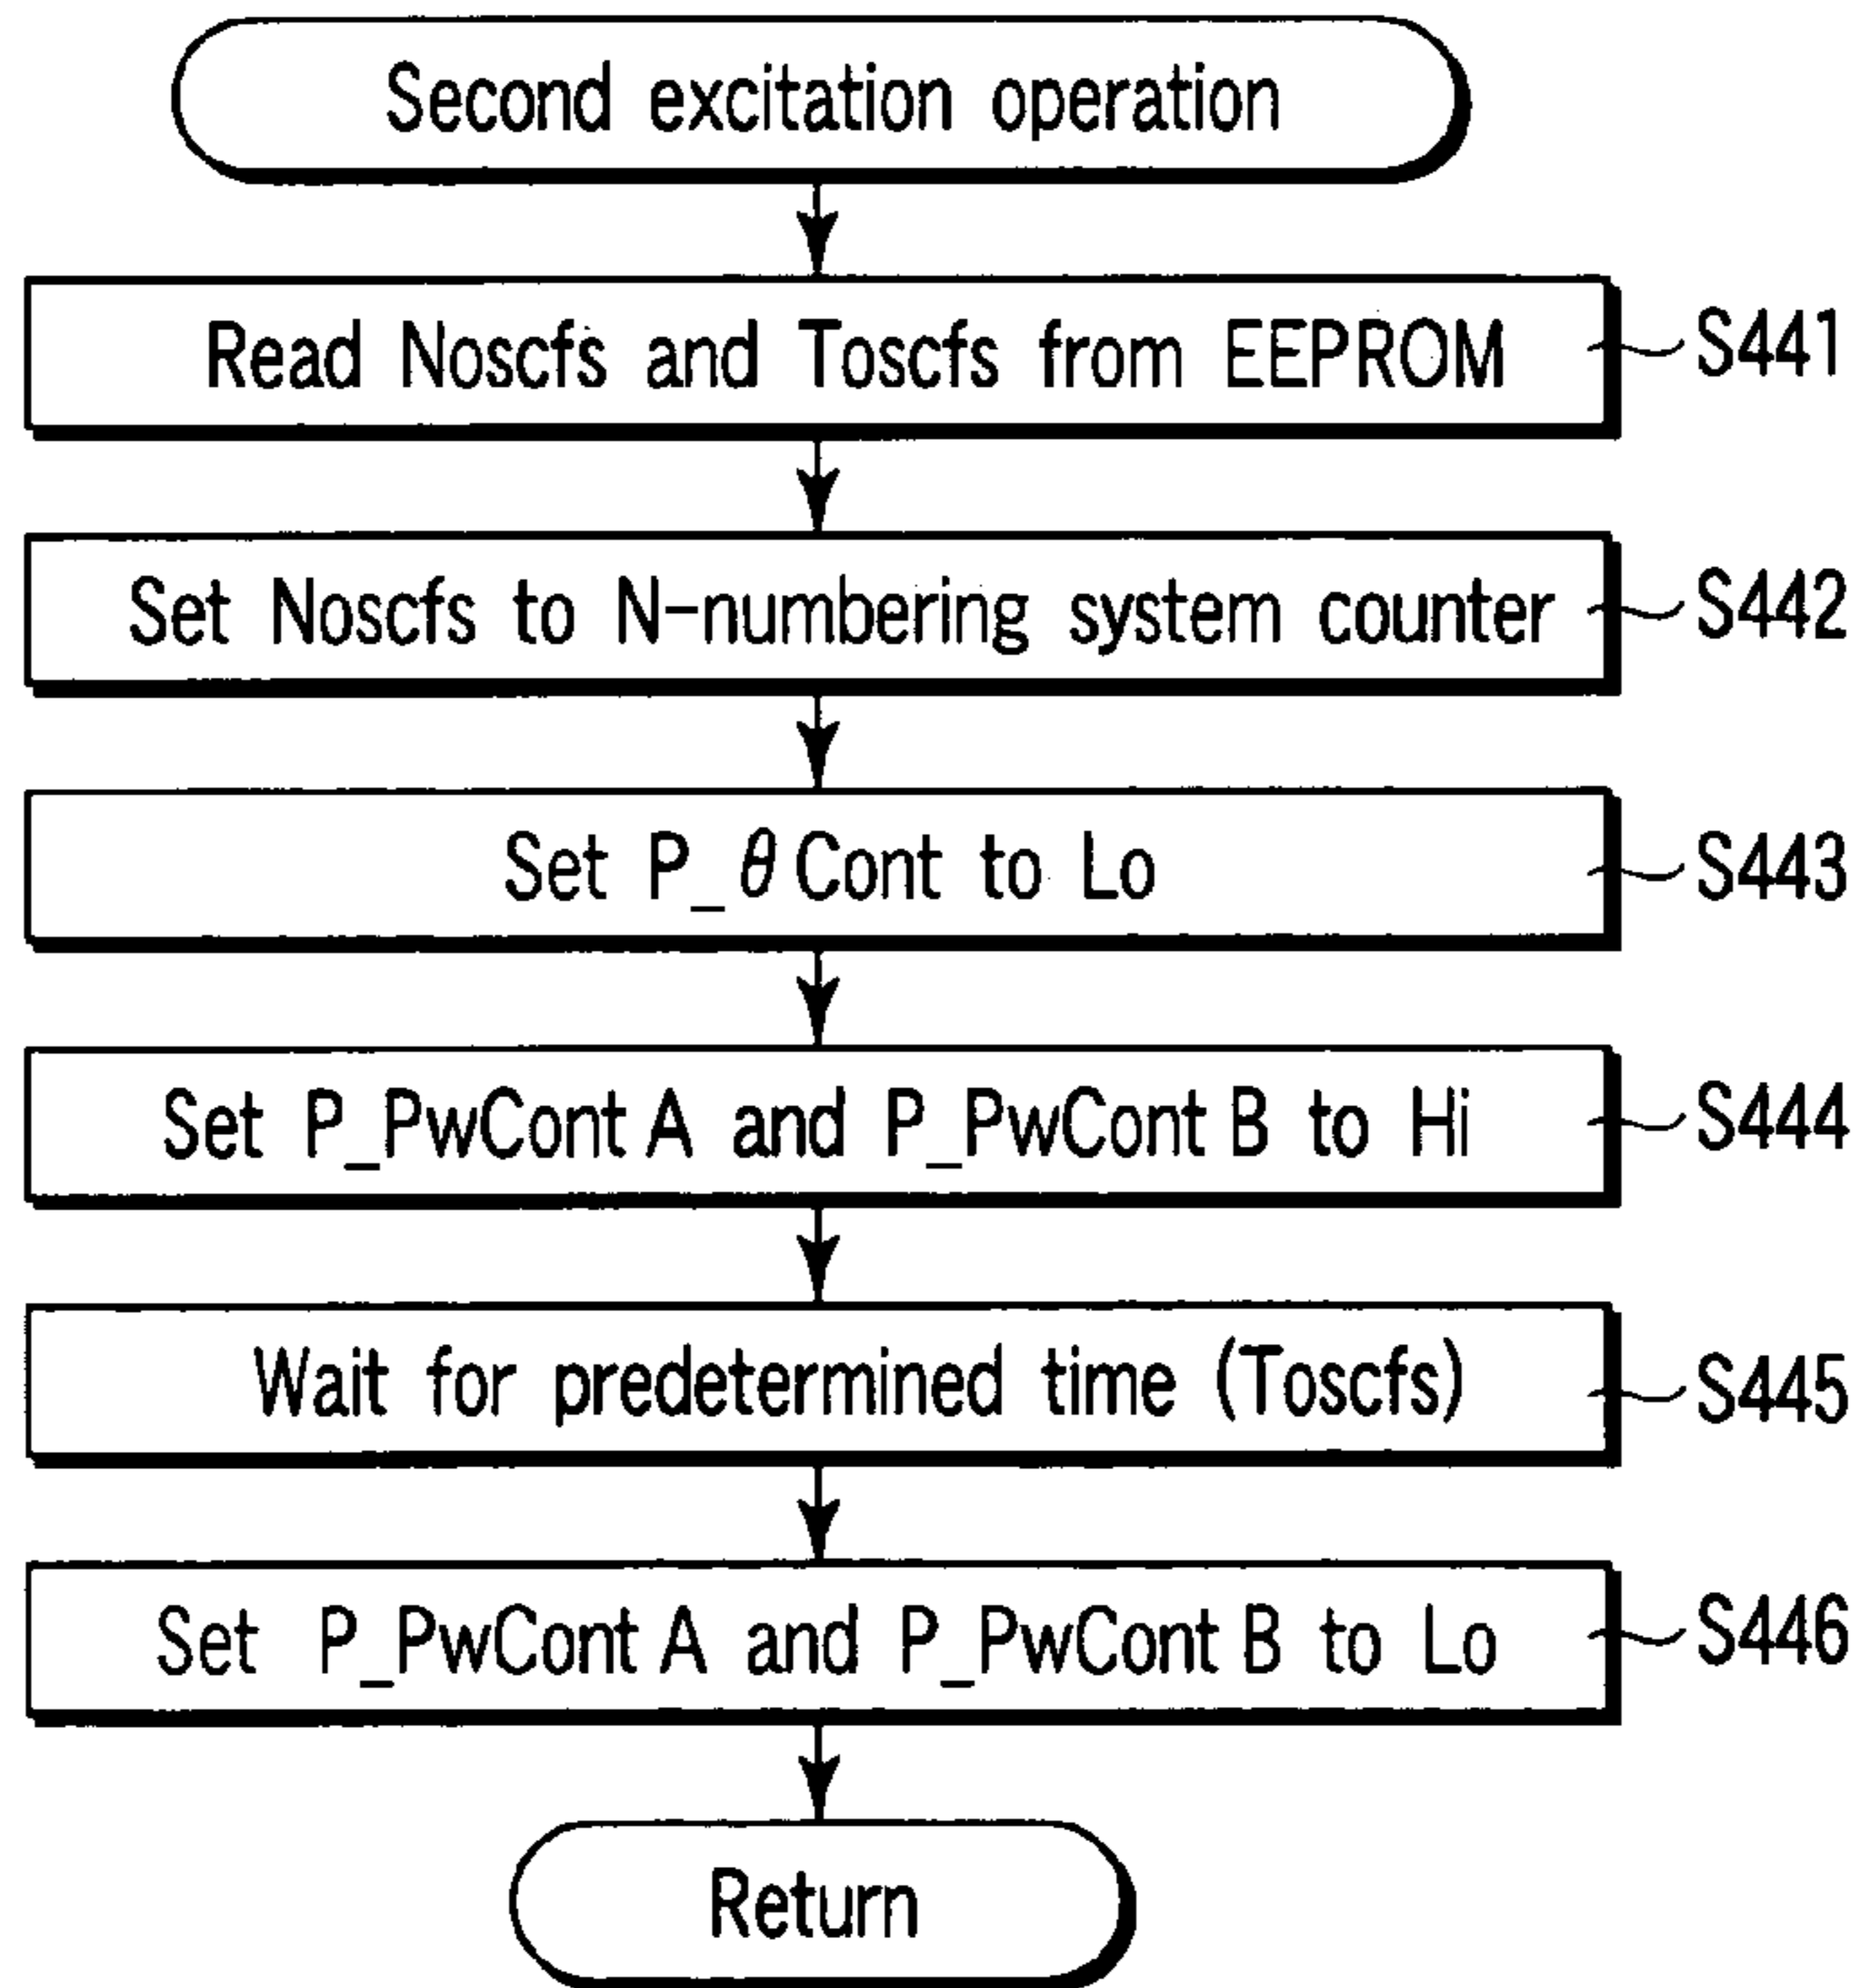 Second excitation operation
Read Noscfs and Toscfs from EEPROM S441
Set Noscfs to N-numbering system counter S442
Set P_θCont to Lo S443
Set P_PwCont A and P_PwCont B to Hi S444
Wait for predetermined time (Toscfs) S445
Set P_PwCont A and P_PwCont B to Lo S446
Return